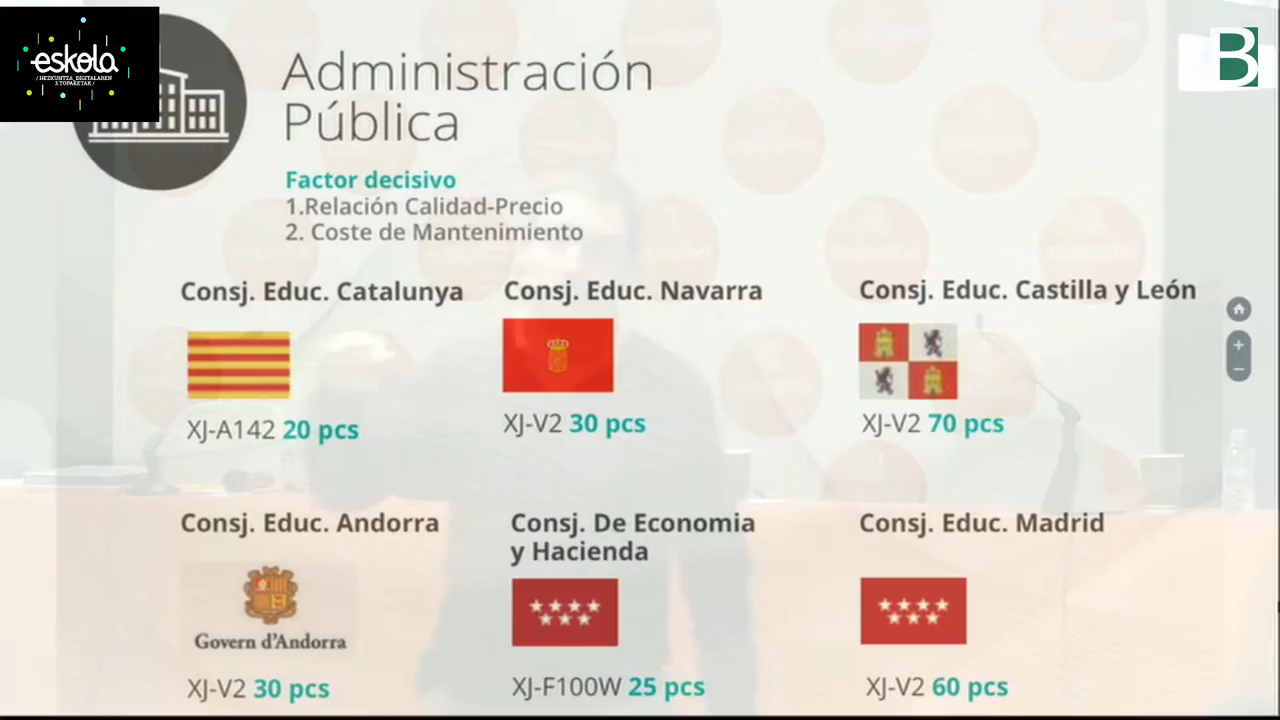 eskola
/ HEZKUNTZA_DIGITALAREN
3.TOPAKETAK /
B
Administración
Pública
Factor decisivo
1.Relación Calidad-Precio
2. Coste de Mantenimiento
Consj. Educ. Catalunya
XJ-A142 20 pcs
Consj. Educ. Navarra
XJ-V2 30 pcs
Consj. Educ. Castilla y León
XJ-V2 70 pcs
Consj. Educ. Andorra
Govern d'Andorra
XJ-V2 30 pcs
Consj. De Economia
y Hacienda
XJ-F100W 25 pcs
Consj. Educ. Madrid
XJ-V2 60 pcs